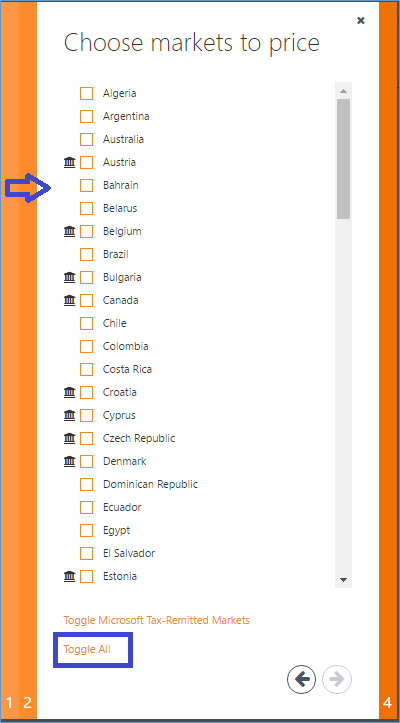 Choose markets to price
Algeria
Argentina
Australia
Austria
Bahrain
Belarus
Belgium
Brazil
Bulgaria
Canada
Chile
Colombia
Costa Rica
Croatia
Cyprus
Czech Republic
Denmark
Dominican Republic
Ecuador
Egypt
El Salvador
Estonia
Toggle Microsoft Tax-Remitted Markets
Toggle All
1 2 4